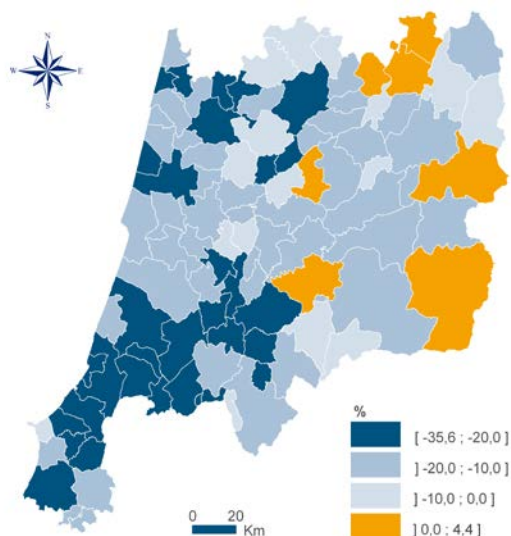 N
W E
S
%
[ -35,6 ; -20,0 ]
] -20,0 ; -10,0 ]
] -10,0 ; 0,0 ]
] 0,0 ; 4,4 ]
0 20
Km